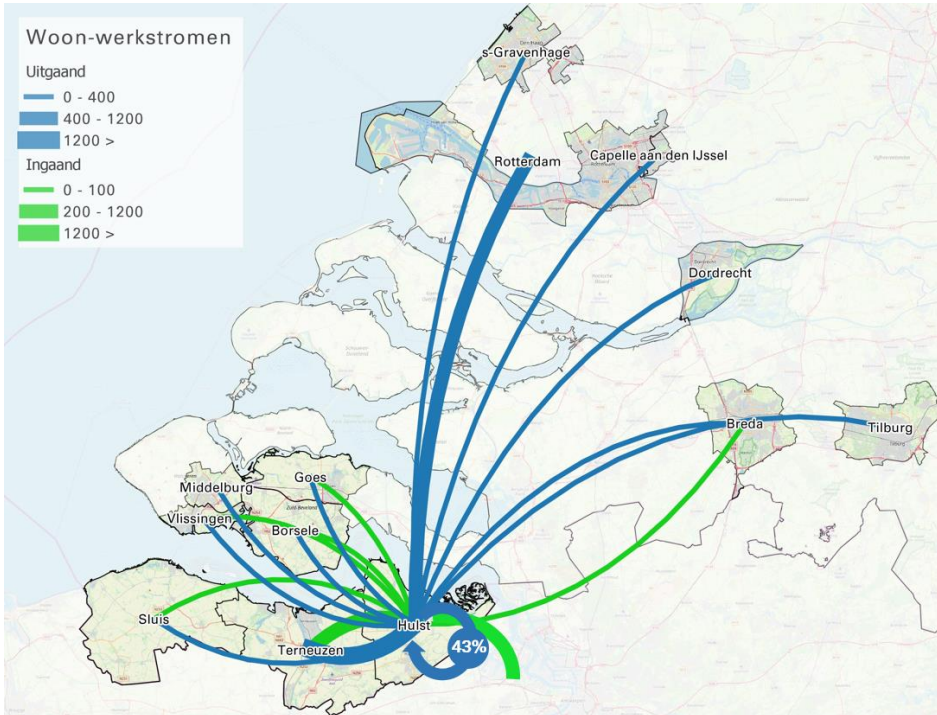 Woon-werkstromen
Uitgaand
0 - 400
400 - 1200
1200 >
Ingaand
0 - 100
200 - 1200
1200 >
s-Gravenhage
Rotterdam
Capelle aan den IJssel
Dordrecht
Breda
Tilburg
Goes
Middelburg
Vlissingen
Borsele
Sluis
Hulst
Terneuzen
43%